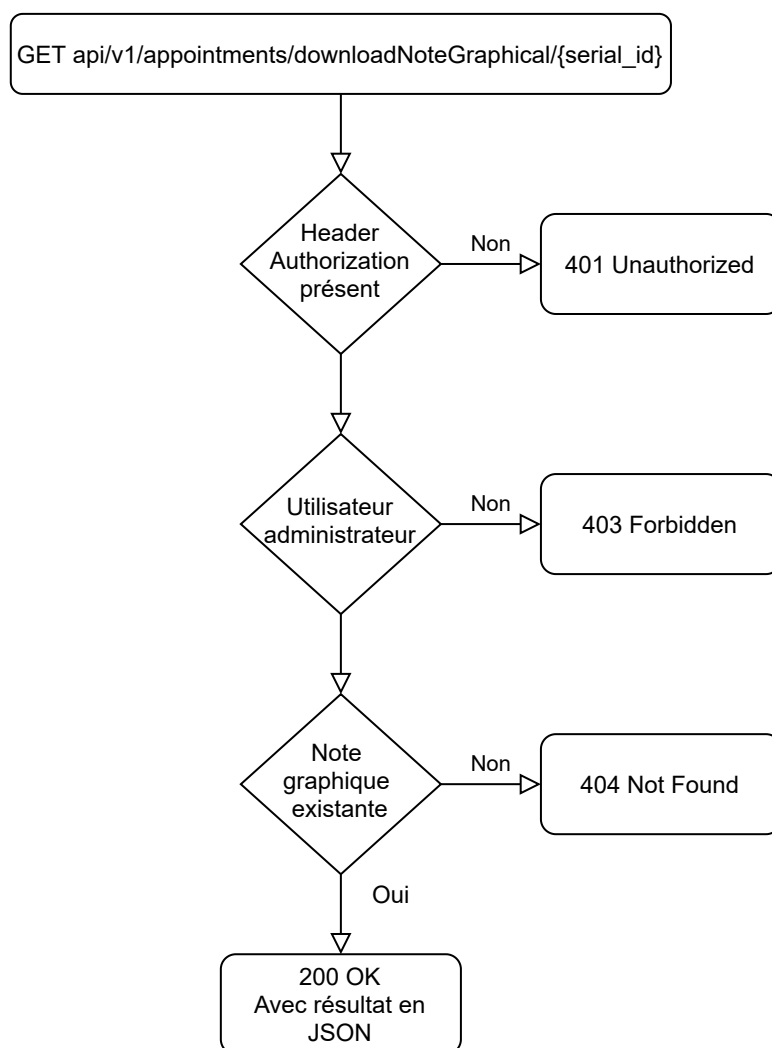 GET api/v1/appointments/downloadNoteGraphical/{serial_id}
Header
Authorization
présent
Non
401 Unauthorized
Utilisateur
administrateur
Non
403 Forbidden
Note
graphique
existante
Non
404 Not Found
Oui
200 OK
Avec résultat en
JSON